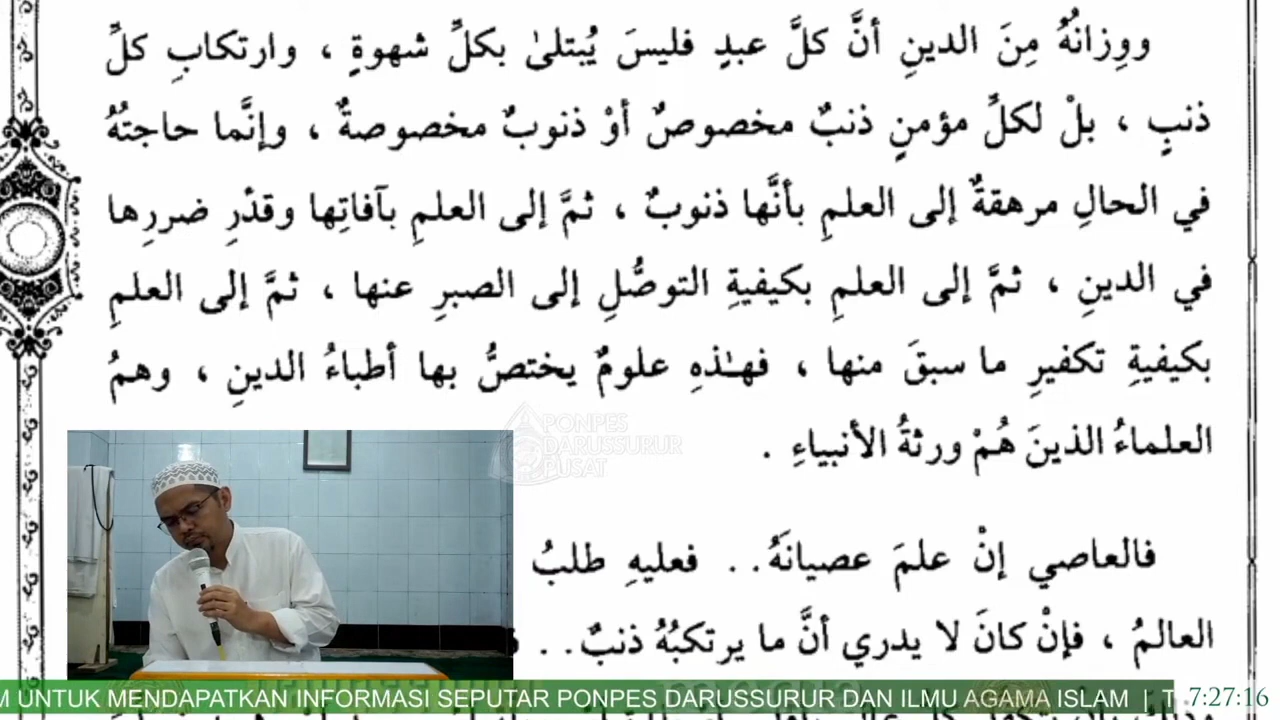 ووِزانُهُ مِنَ الدينِ أنَّ كلَّ عبدٍ فليسَ يُبتلىٰ بكلِّ شهوةٍ ، وارتكابِ كلِّ
ذنبٍ ، بلْ لكلِّ مؤمنٍ ذنبٌ مخصوصٌ أوْ ذنوبٌ مخصوصةٌ ، وإنَّما حاجتُهُ
في الحالِ مرهقةٌ إلى العلمِ بأنَّها ذنوبٌ ، ثمَّ إلى العلمِ بآفاتِها وقدْرِ ضررِها
في الدينِ ، ثمَّ إلى العلمِ بكيفيةِ التوصُّلِ إلى الصبرِ عنها ، ثمَّ إلى العلمِ
بكيفيةِ تكفيرِ ما سبقَ منها ، فهـٰذهِ علومٌ يختصُّ بها أطباءُ الدينِ ، وهمُ
العلماءُ الذينَ هُمْ ورثةُ الأنبياءِ .
PONPES
DARUSSURUR
PUSAT
فالعاصي إنْ علمَ عصيانَهُ.. فعليهِ طلبُ
العالمُ ، فإنْ كانَ لا يدري أنَّ ما يرتكبُهُ ذنبٌ..
M UNTUK MENDAPATKAN INFORMASI SEPUTAR PONPES DARUSSURUR DAN ILMU AGAMA ISLAM | T
7:27:16